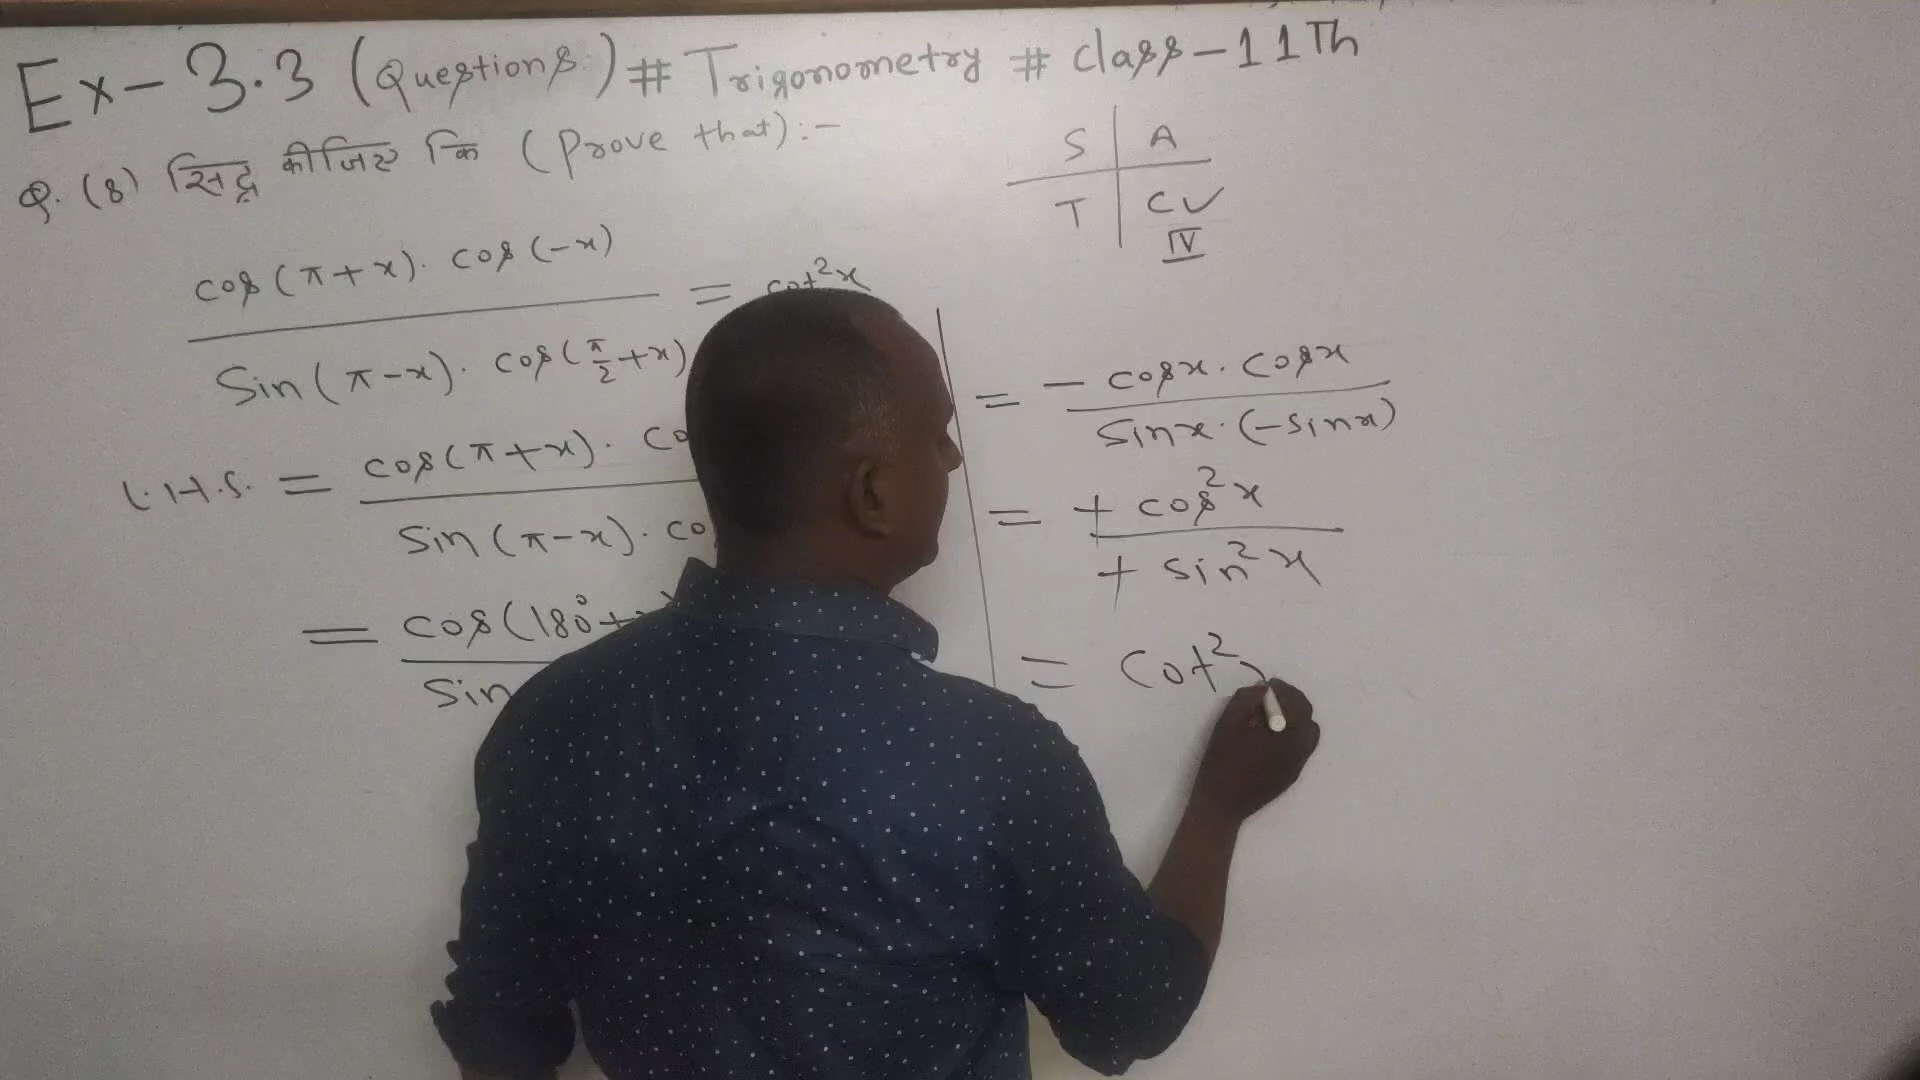 Ex-3.3 (Questions) # Trigonometry # Class-11Th
Q. (8) सिद्ध कीजिए कि (Prove that):-
S | A
T | C ✓
IV
cos(π+x). cos(-x)
= cot²x
Sin(π-x). cos(π/2+x)
L.H.S. = cos(π+x).
Sin(π-x).
= cos(180°+
Sin
= - cosx. cosx
Sinx. (-sinx)
= + cos²x
+ sin²x
= Cot²